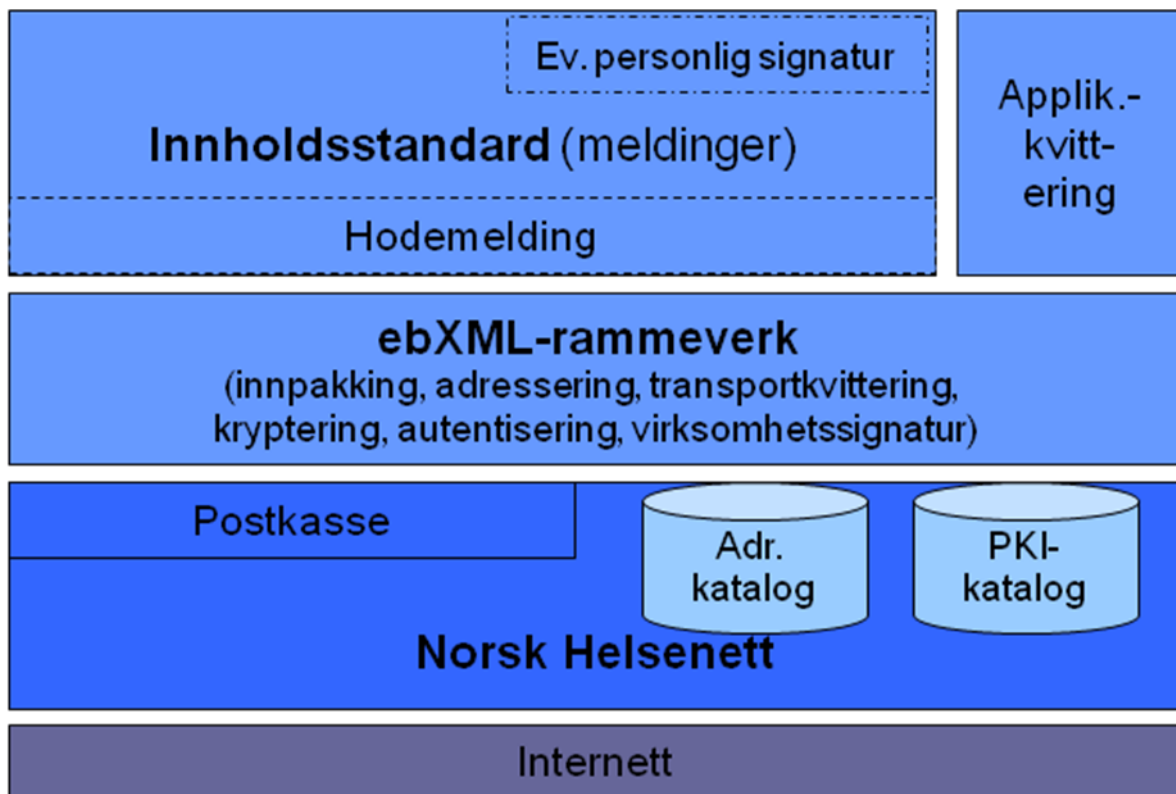 Ev. personlig signatur
Innholdsstandard (meldinger)
Hodemelding
Applik.-
kvitt-
ering
ebXML-rammeverk
(innpakking, adressering, transportkvittering,
kryptering, autentisering, virksomhetssignatur)
Postkasse
Adr.
katalog
PKI-
katalog
Norsk Helsenett
Internett